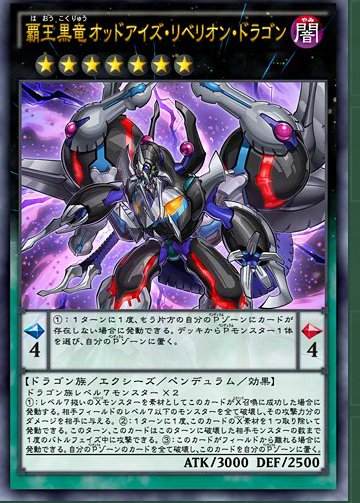 はおうこくりゅう
覇王黒竜オッドアイズ・リベリオン・ドラゴン
やみ
闇
①：１ターンに１度、もう片方の自分のＰゾーンにカードが
存在しない場合に発動できる。デッキからＰモンスター１体
を選び、自分のＰゾーンに置く。
4
4
【ドラゴン族／エクシーズ／ペンデュラム／効果】
ドラゴン族レベル７モンスター×２
①：レベル７扱いのＸモンスターを素材としてこのカードがＸ召喚に成功した場合に
発動する。相手フィールドのレベル７以下のモンスターを全て破壊し、その攻撃力分の
ダメージを相手に与える。②：１ターンに１度、このカードのＸ素材を１つ取り除いて
発動できる。このターン、このカードはこのターンに破壊した相手モンスターの数まで
１度のバトルフェイズ中に攻撃できる。③：このカードがフィールドから離れる場合に
発動できる。自分のＰゾーンのカードを全て破壊し、このカードを自分のＰゾーンに置く。
ATK/3000 DEF/2500